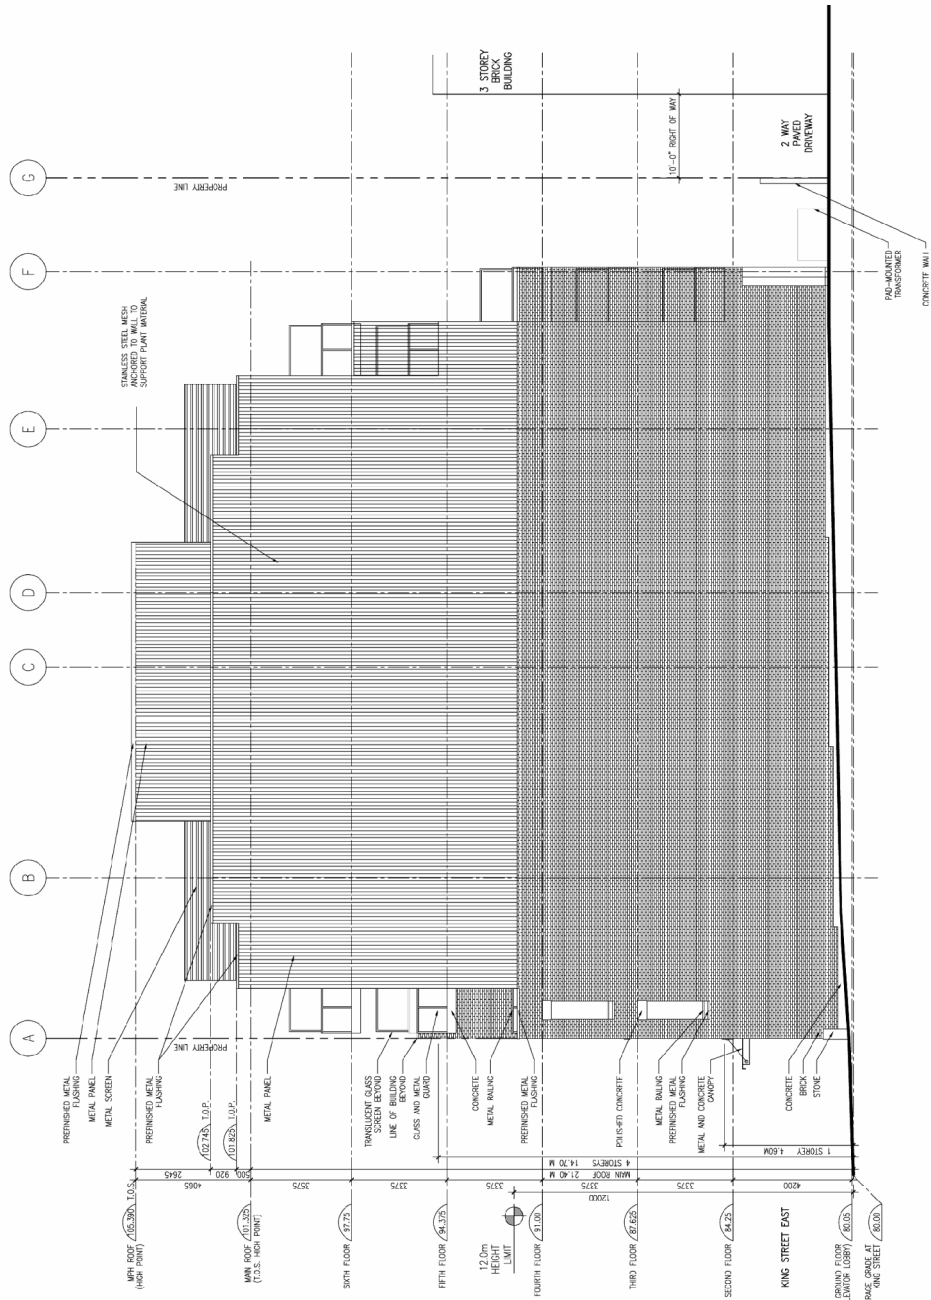 A
B
C
D
E
F
G
PROPERTY LINE
PROPERTY LINE
STAINLESS STEEL MESH
ANCHORED TO WALL TO
SUPPORT PLANT MATERIAL
3 STOREY
BRICK
BUILDING
10'-0" RIGHT OF WAY
2 WAY
PAVED
DRIVEWAY
PAD-MOUNTED
TRANSFORMER
CONCRETE WALL
PREFINISHED METAL
FLASHING
METAL PANEL
METAL SCREEN
PREFINISHED METAL
FLASHING
METAL PANEL
TRANSLUCENT GLASS
SCREEN BEYOND
LINE OF BUILDING
BEYOND
GLASS AND METAL
GUARD
CONCRETE
METAL RAILING
PREFINISHED METAL
FLASHING
POLISHED CONCRETE
METAL RAILING
PREFINISHED METAL
FLASHING
METAL AND CONCRETE
CANOPY
CONCRETE
BRICK
STONE
102.745 T.O.P.
101.825 T.O.P.
2645
920
500
4065
3575
3375
3375
3375
3375
4200
12000
MAIN ROOF 21.40 M
4 STOREYS 14.70 M
1 STOREY 4.60M
MPH ROOF
(HIGH POINT)
105.390 T.O.S.
MAIN ROOF
(T.O.S. HIGH POINT)
101.325
SIXTH FLOOR
97.75
FIFTH FLOOR
94.375
12.0m
HEIGHT
LIMIT
FOURTH FLOOR
91.00
THIRD FLOOR
87.625
SECOND FLOOR
84.25
KING STREET EAST
GROUND FLOOR
LEVATOR LOBBY)
80.05
RAGE GRADE AT
KING STREET
80.00